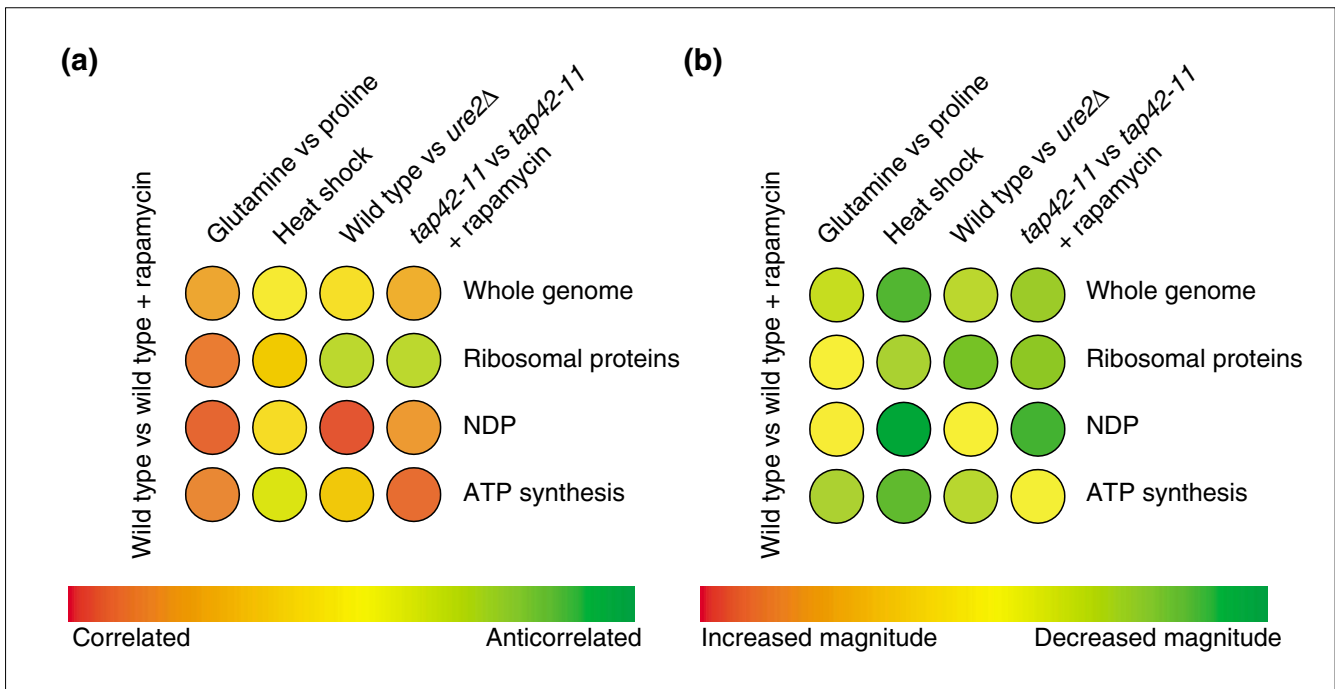 (a)
Wild type vs wild type + rapamycin
Glutamine vs proline
Heat shock
Wild type vs ure2Δ
tap42-11 vs tap42-11
+ rapamycin
Whole genome
Ribosomal proteins
NDP
ATP synthesis
Correlated
Anticorrelated
(b)
Wild type vs wild type + rapamycin
Glutamine vs proline
Heat shock
Wild type vs ure2Δ
tap42-11 vs tap42-11
+ rapamycin
Whole genome
Ribosomal proteins
NDP
ATP synthesis
Increased magnitude
Decreased magnitude